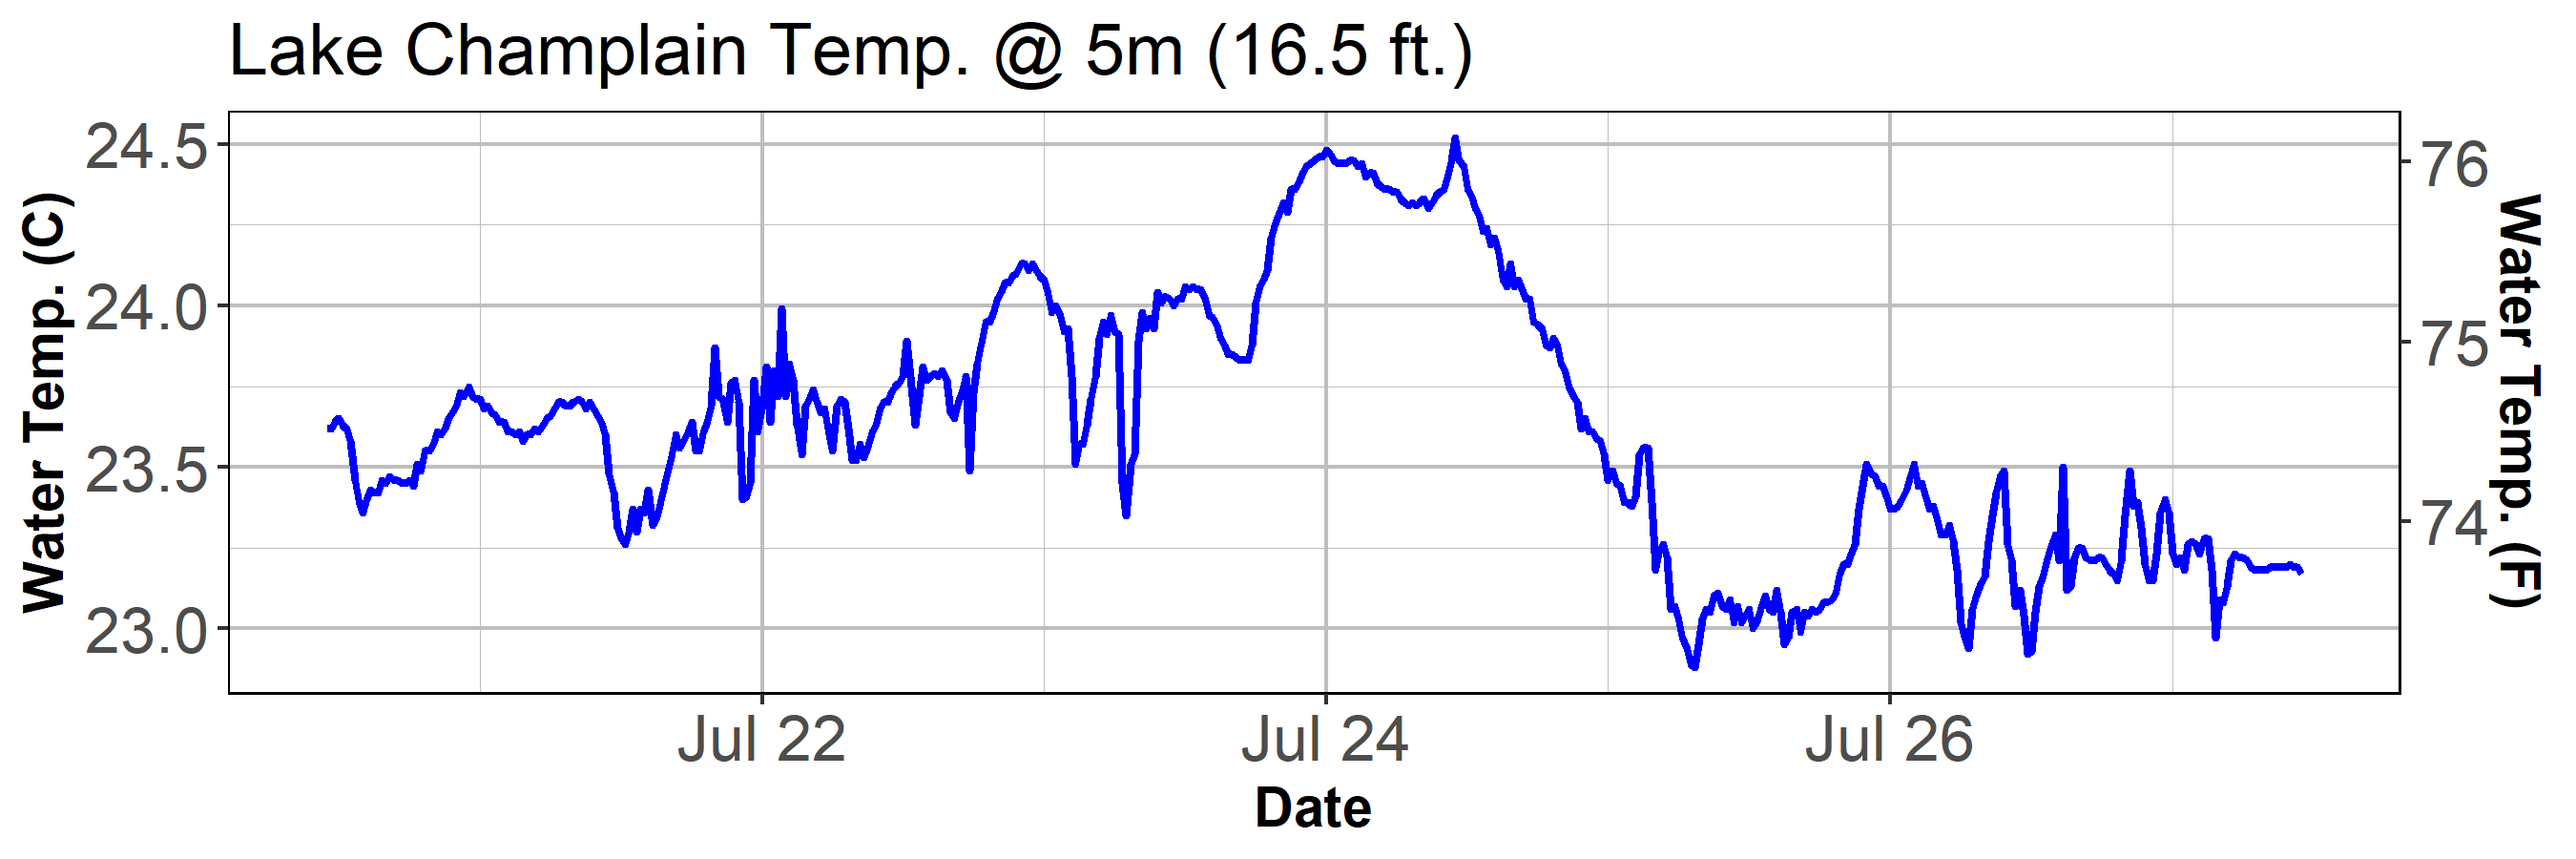 Lake Champlain Temp. @ 5m (16.5 ft.)
Water Temp. (C)
24.5
24.0
23.5
23.0
76
75
74
Water Temp. (F)
Jul 22
Jul 24
Jul 26
Date